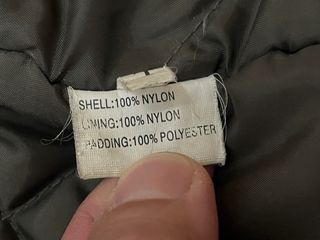 SHELL:100% NYLON
LINING:100% NYLON
PADDING:100% POLYESTER